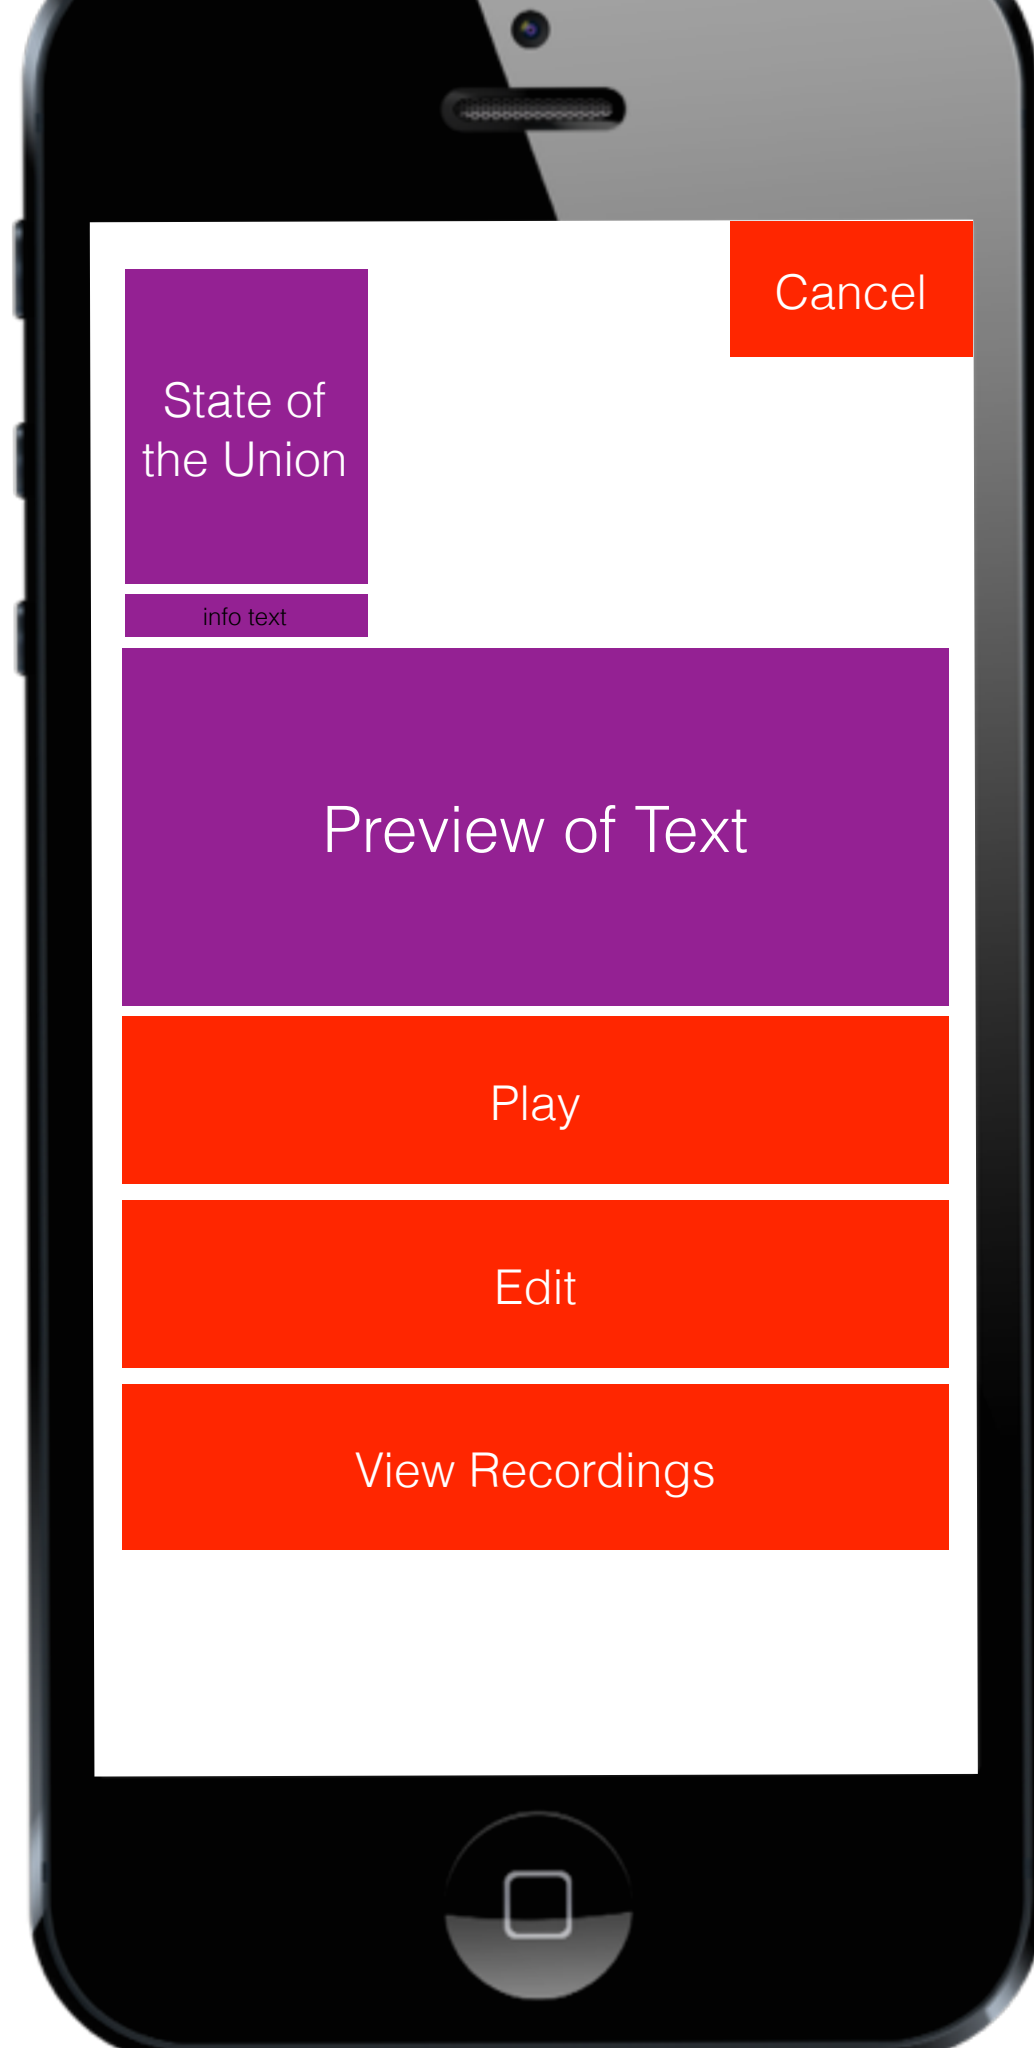 Cancel
State of
the Union
info text
Preview of Text
Play
Edit
View Recordings